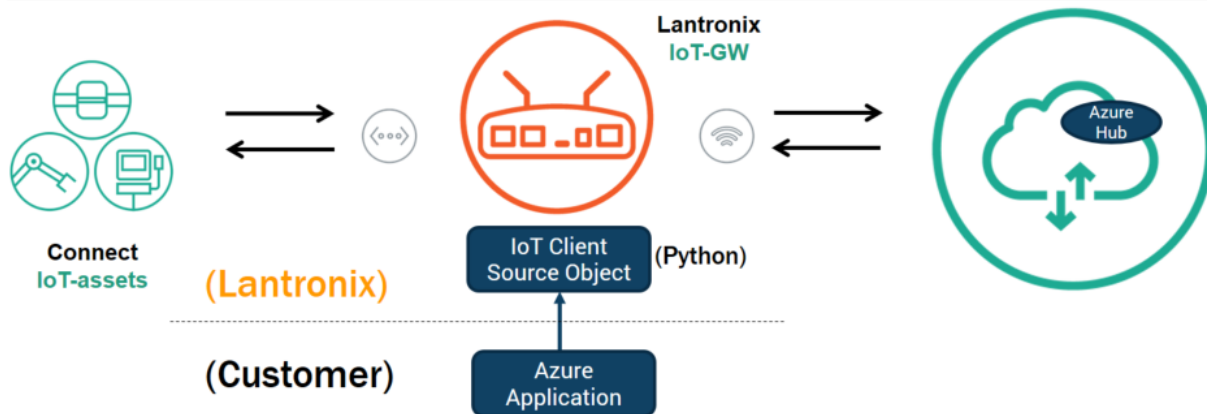 Lantronix
IoT-GW
Azure
Hub
Connect
IoT-assets
IoT Client
Source Object
(Python)
(Lantronix)
(Customer)
Azure
Application